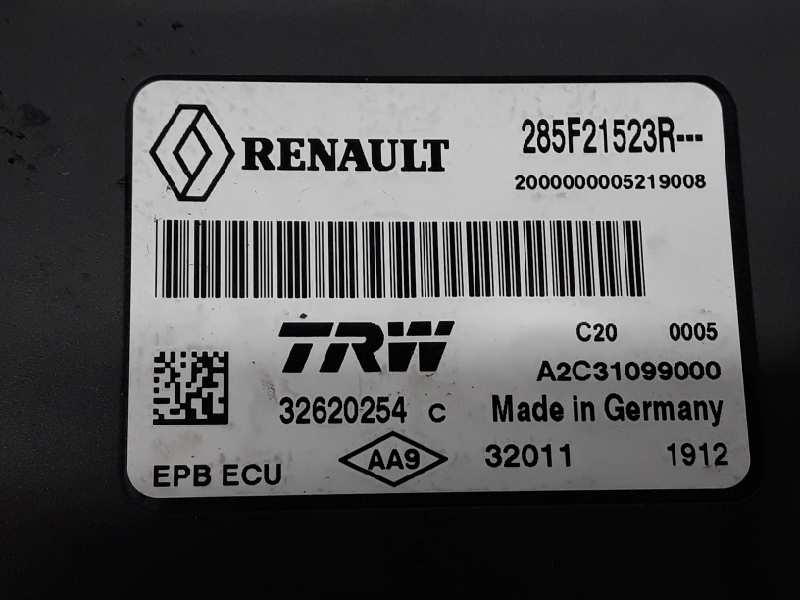 RENAULT
285F21523R---
2000000005219008
TRW
C20 0005
A2C31099000
32620254 C
Made in Germany
EPB ECU
AA9
32011 1912